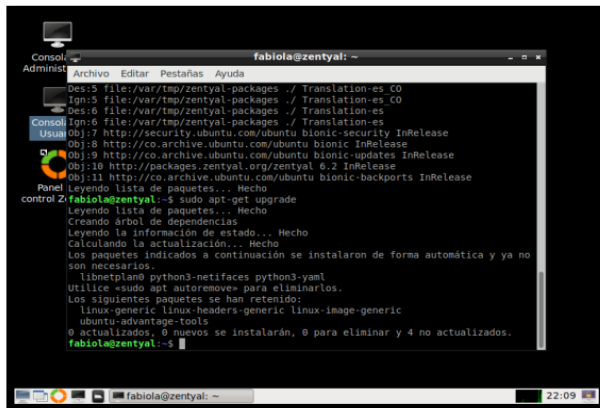 Consola
Administ
Consola
Usua
Panel
control Z
fabiola@zentyal: ~
Archivo Editar Pestañas Ayuda
Des:5 file:/var/tmp/zentyal-packages ./ Translation-es_CO
Ign:5 file:/var/tmp/zentyal-packages ./ Translation-es_CO
Des:6 file:/var/tmp/zentyal-packages ./ Translation-es
Ign:6 file:/var/tmp/zentyal-packages ./ Translation-es
Obj:7 http://security.ubuntu.com/ubuntu bionic-security InRelease
Obj:8 http://co.archive.ubuntu.com/ubuntu bionic InRelease
Obj:9 http://co.archive.ubuntu.com/ubuntu bionic-updates InRelease
Obj:10 http://packages.zentyal.org/zentyal 6.2 InRelease
Obj:11 http://co.archive.ubuntu.com/ubuntu bionic-backports InRelease
Leyendo lista de paquetes... Hecho
fabiola@zentyal:~$ sudo apt-get upgrade
Leyendo lista de paquetes... Hecho
Creando árbol de dependencias
Leyendo la información de estado... Hecho
Calculando la actualización... Hecho
Los paquetes indicados a continuación se instalaron de forma automática y ya no
son necesarios.
libnetplan0 python3-netifaces python3-yaml
Utilice «sudo apt autoremove» para eliminarlos.
Los siguientes paquetes se han retenido:
linux-generic linux-headers-generic linux-image-generic
ubuntu-advantage-tools
0 actualizados, 0 nuevos se instalarán, 0 para eliminar y 4 no actualizados.
fabiola@zentyal:~$
fabiola@zentyal: ~
22:09